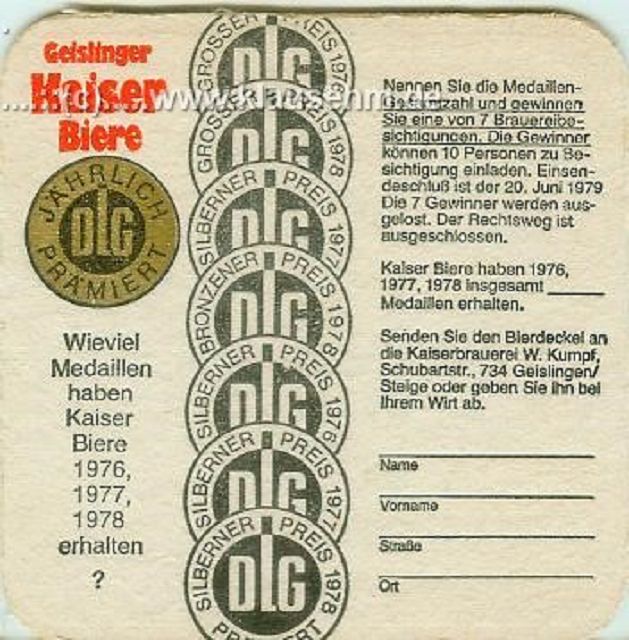 Geislinger
Kaiser
Biere
JÄHRLICH
DLG
PRÄMIERT
Wieviel
Medaillen
haben
Kaiser
Biere
1976,
1977,
1978
erhalten
?
GROSSER PREIS 1976
DLG
GROSSER PREIS 1978
DLG
SILBERNER PREIS 1977
DLG
BRONZENER PREIS 1978
DLG
SILBERNER PREIS 1976
DLG
SILBERNER PREIS 1977
DLG
SILBERNER PREIS 1978
DLG
PRÄMIERT
Nennen Sie die Medaillen-
Gesamtzahl und gewinnen
Sie eine von 7 Brauereibe-
sichtigungen. Die Gewinner
können 10 Personen zu Be-
sichtigung einladen. Einsen-
deschluß ist der 20. Juni 1979
Die 7 Gewinner werden aus-
gelost. Der Rechtsweg ist
ausgeschlossen.
Kaiser Biere haben 1976,
1977, 1978 insgesamt
Medaillen erhalten.
Senden Sie den Bierdeckel an
die Kaiserbrauerei W. Kumpf,
Schubartstr., 734 Geislingen/
Steige oder geben Sie ihn bei
Ihrem Wirt ab.
Name
Vorname
Straße
Ort
www.klausehm.de